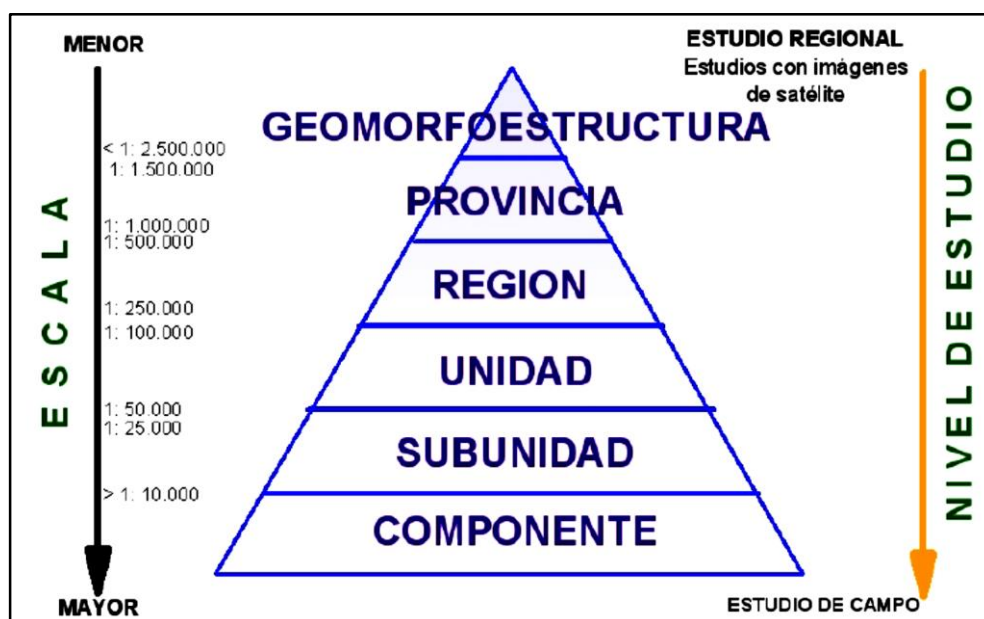 MENOR
ESCALA
< 1: 2.500.000
1: 1.500.000
1: 1.000.000
1: 500.000
1: 250.000
1: 100.000
1: 50.000
1: 25.000
> 1: 10.000
MAYOR
GEOMORFOESTRUCTURA
PROVINCIA
REGION
UNIDAD
SUBUNIDAD
COMPONENTE
ESTUDIO REGIONAL
Estudios con imágenes
de satélite
NIVEL DE ESTUDIO
ESTUDIO DE CAMPO